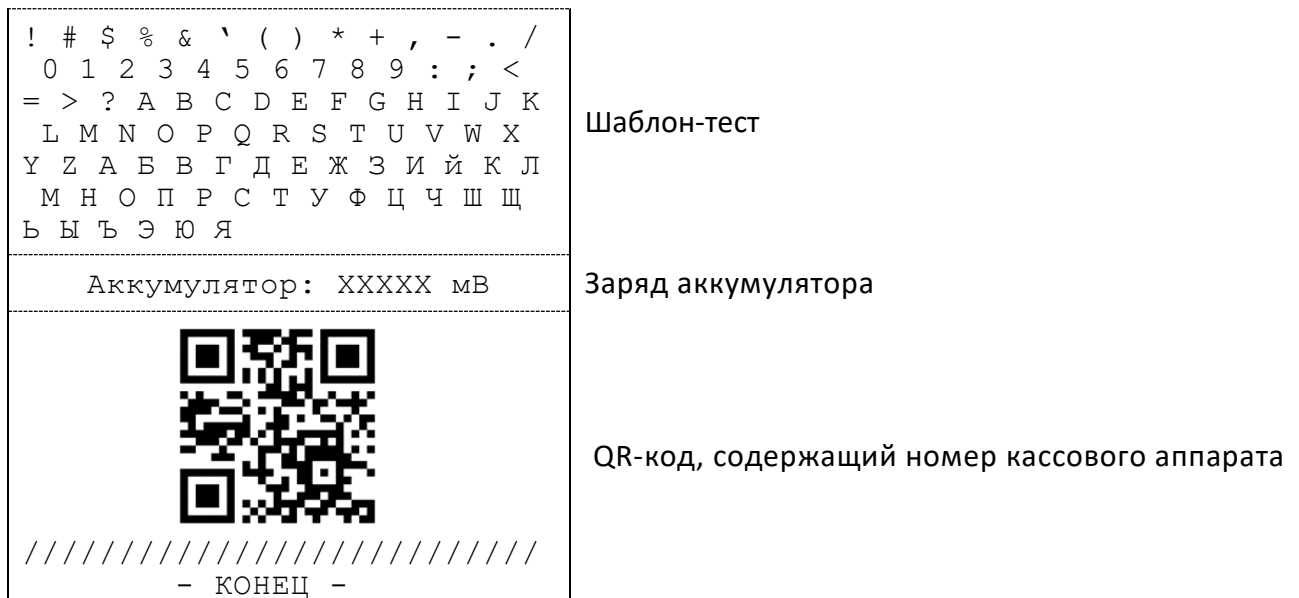 ! # $ % & ‛ ( ) * + , - . /
0 1 2 3 4 5 6 7 8 9 : ; <
= > ? A B C D E F G H I J K
L M N O P Q R S T U V W X
Y Z А Б В Г Д Е Ж З И й К Л
М Н О П Р С Т У Ф Ц Ч Ш Щ
Ь Ы Ъ Э Ю Я
Шаблон-тест
Аккумулятор: XXXXX мВ
Заряд аккумулятора
QR-код, содержащий номер кассового аппарата
///////////////////////////
- КОНЕЦ -